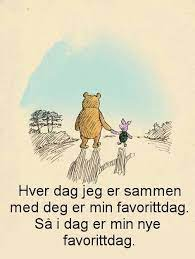 Hver dag jeg er sammen
med deg er min favorittdag.
Så i dag er min nye
favorittdag.